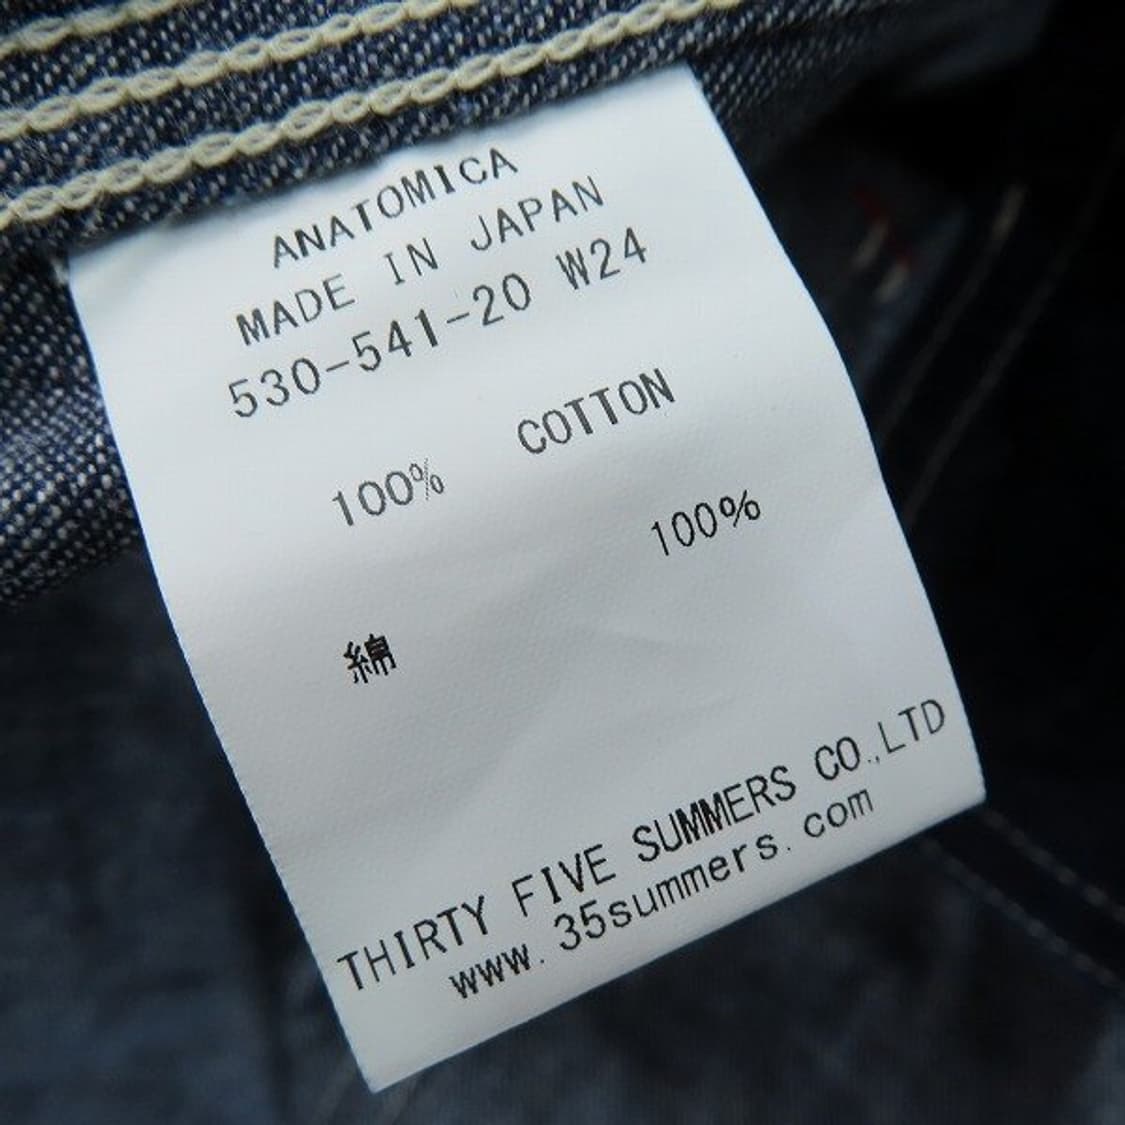 ANATOMICA
MADE IN JAPAN
530-541-20 W24
100% COTTON
100%
綿
THIRTY FIVE SUMMERS CO.,LTD
www.35summers.com